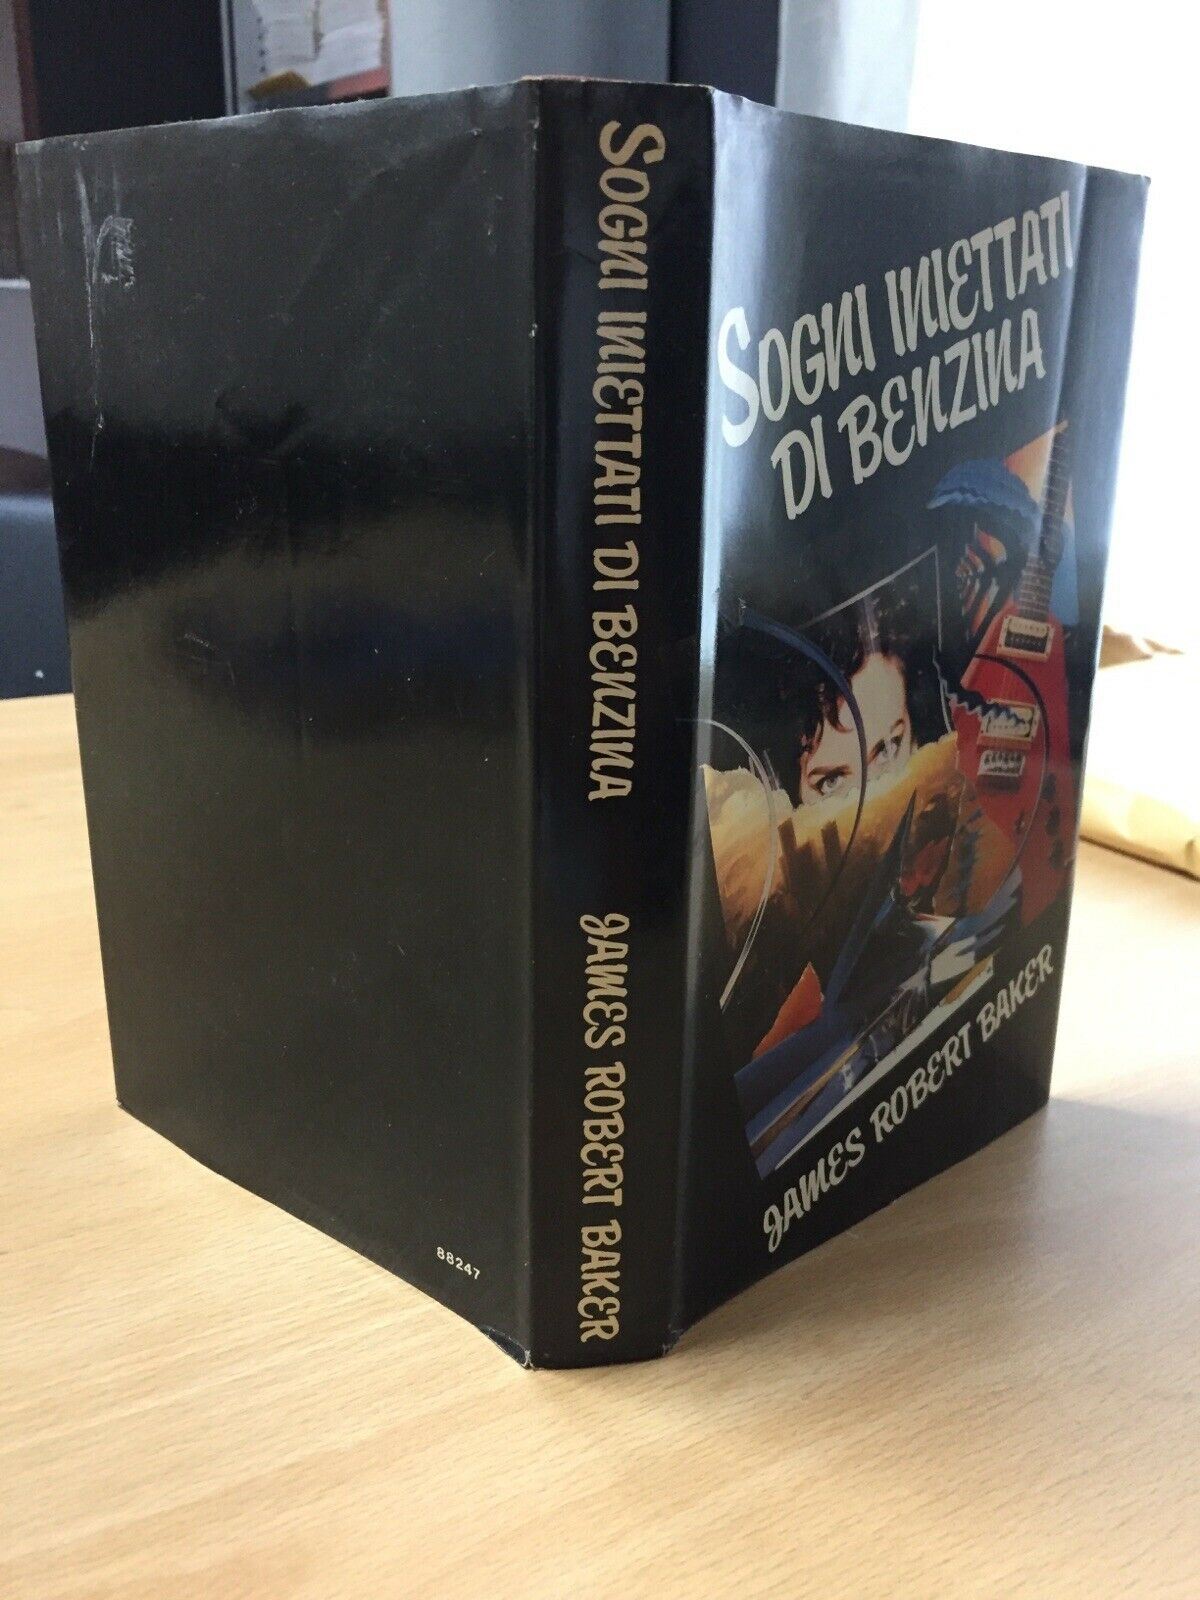 SOGNI INIETTATI DI BENZINA JAMES ROBERT BAKER
SOGNI INIETTATI
DI BENZINA
JAMES ROBERT BAKER
88247